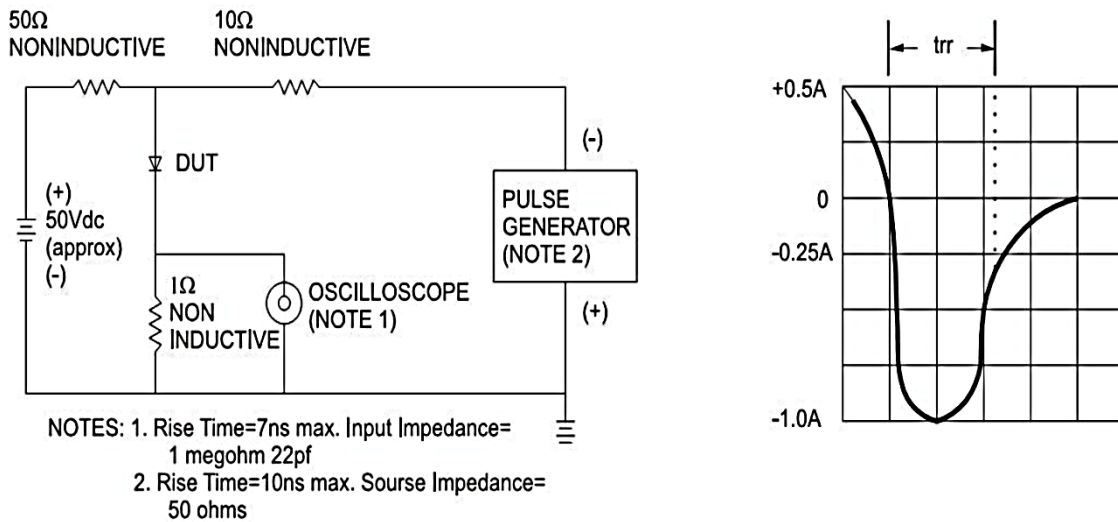 50Ω
NONINDUCTIVE
10Ω
NONINDUCTIVE
DUT
(+)
50Vdc
(approx)
(-)
1Ω
NON
INDUCTIVE
OSCILLOSCOPE
(NOTE 1)
(-)
PULSE
GENERATOR
(NOTE 2)
(+)
NOTES: 1. Rise Time=7ns max. Input Impedance=
1 megohm 22pf
2. Rise Time=10ns max. Sourse Impedance=
50 ohms
trr
+0.5A
0
-0.25A
-1.0A